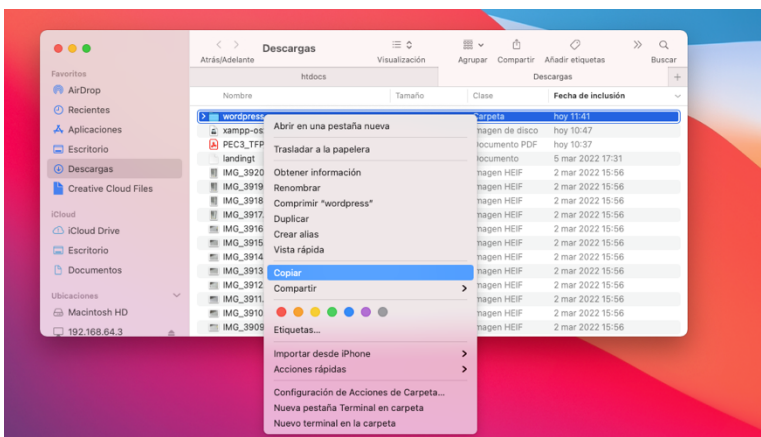 Descargas
Atrás/Adelante
Visualización
Agrupar
Compartir
Añadir etiquetas
Buscar
htdocs
Descargas
Favoritos
AirDrop
Recientes
Aplicaciones
Escritorio
Descargas
Creative Cloud Files
iCloud
iCloud Drive
Escritorio
Documentos
Ubicaciones
Macintosh HD
192.168.64.3
Nombre Tamaño Clase Fecha de inclusión
wordpress Carpeta hoy 11:41
xampp-os magen de disco hoy 10:47
PEC3_TFP ocumento PDF hoy 10:37
landingt ocumento 5 mar 2022 17:31
IMG_3920 magen HEIF 2 mar 2022 15:56
IMG_3919 magen HEIF 2 mar 2022 15:56
IMG_3918 magen HEIF 2 mar 2022 15:56
IMG_3917. magen HEIF 2 mar 2022 15:56
IMG_3916 magen HEIF 2 mar 2022 15:56
IMG_3915 magen HEIF 2 mar 2022 15:56
IMG_3914 magen HEIF 2 mar 2022 15:56
IMG_3913 magen HEIF 2 mar 2022 15:56
IMG_3912 magen HEIF 2 mar 2022 15:56
IMG_3911. magen HEIF 2 mar 2022 15:56
IMG_3910 magen HEIF 2 mar 2022 15:56
IMG_3909 magen HEIF 2 mar 2022 15:56
Abrir en una pestaña nueva
Trasladar a la papelera
Obtener información
Renombrar
Comprimir “wordpress”
Duplicar
Crear alias
Vista rápida
Copiar
Compartir
Etiquetas...
Importar desde iPhone
Acciones rápidas
Configuración de Acciones de Carpeta...
Nueva pestaña Terminal en carpeta
Nuevo terminal en la carpeta